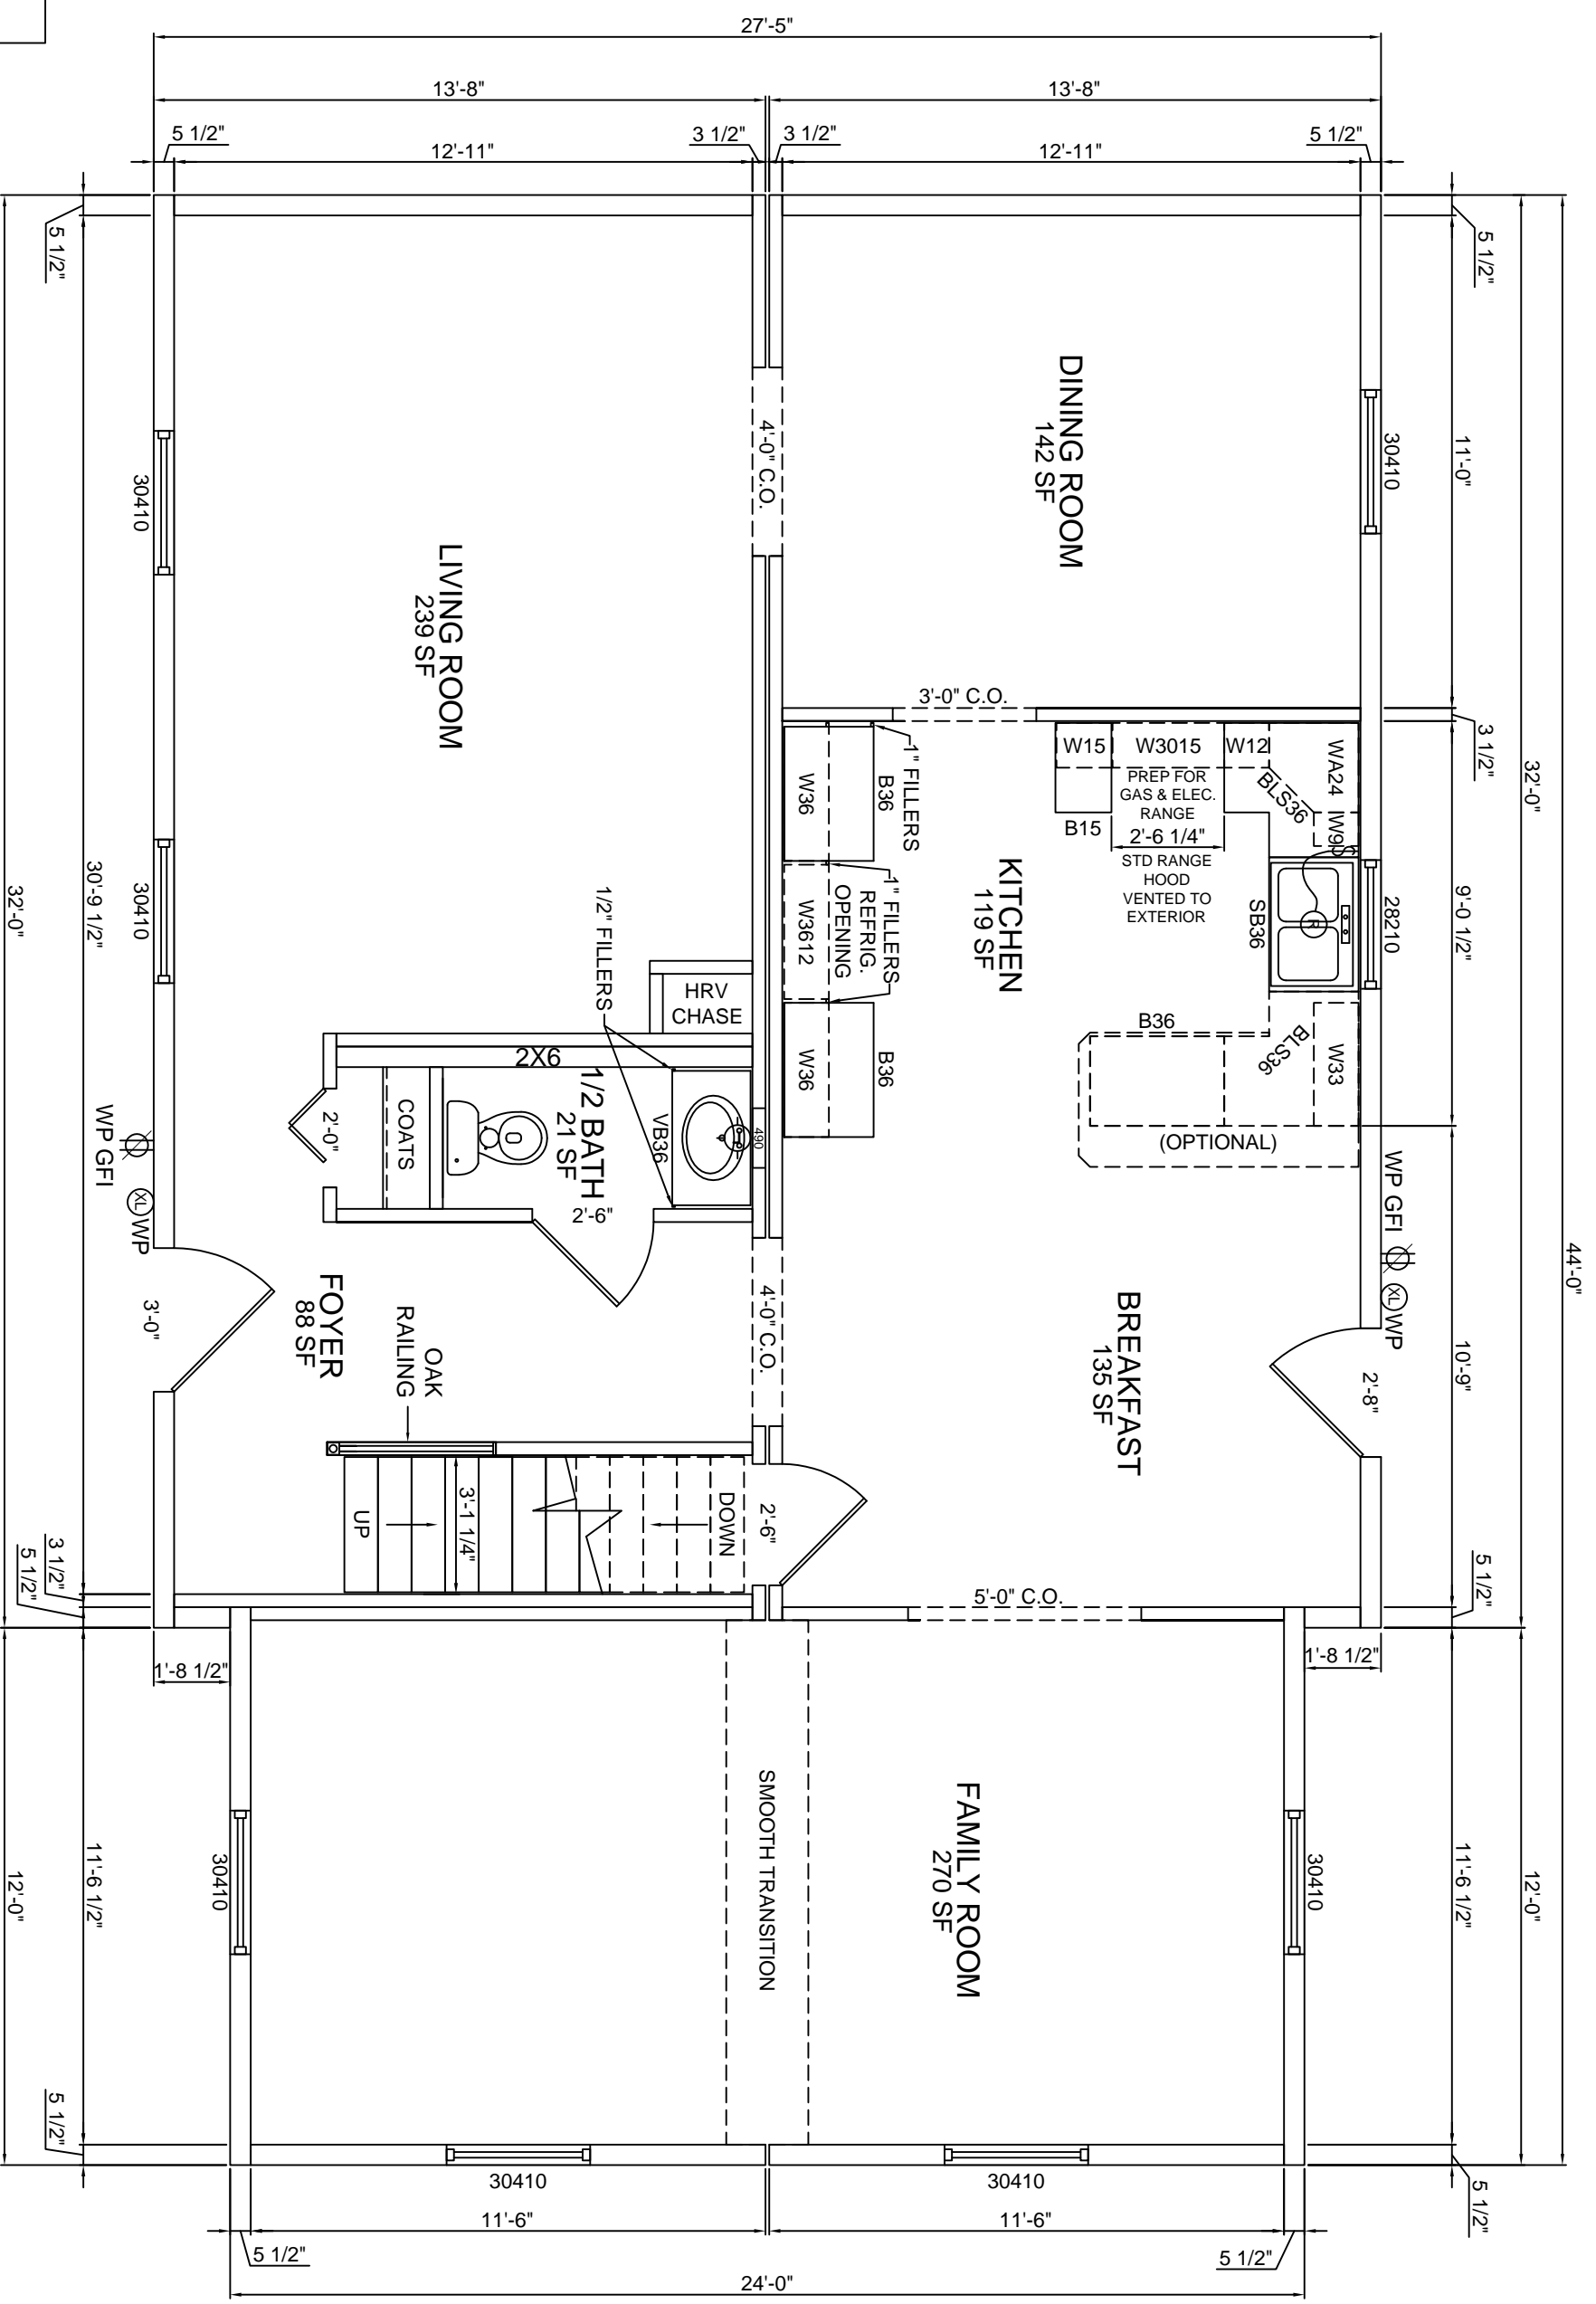 27'-5"
13'-8"
13'-8"
5 1/2"
12'-11"
3 1/2"
3 1/2"
12'-11"
5 1/2"
44'-0"
32'-0"
12'-0"
5 1/2"
11'-0"
3 1/2"
9'-0 1/2"
10'-9"
5 1/2"
11'-6 1/2"
5 1/2"
30410
28210
WP GFI
XL
WP
2'-8"
1'-8 1/2"
30410
DINING ROOM
142 SF
4'-0" C.O.
3'-0" C.O.
W15
W3015
W12
WA24
BLS36
W9
S
PREP FOR
GAS & ELEC.
RANGE
B15
2'-6 1/4"
STD RANGE
HOOD
VENTED TO
EXTERIOR
SB36
KITCHEN
119 SF
1" FILLERS
B36
W36
1" FILLERS
REFRIG.
OPENING
W3612
B36
W36
B36
BLS36
W33
(OPTIONAL)
BREAKFAST
135 SF
LIVING ROOM
239 SF
30410
30410
HRV
CHASE
1/2" FILLERS
2X6
1/2 BATH
21 SF
VB36
490
2'-6"
COATS
2'-0"
WP GFI
XL
WP
3'-0"
FOYER
88 SF
OAK
RAILING
4'-0" C.O.
UP
3'-1 1/4"
DOWN
2'-6"
5'-0" C.O.
FAMILY ROOM
270 SF
SMOOTH TRANSITION
30410
30410
30410
1'-8 1/2"
5 1/2"
30'-9 1/2"
3 1/2"
5 1/2"
11'-6 1/2"
5 1/2"
32'-0"
12'-0"
11'-6"
11'-6"
5 1/2"
5 1/2"
24'-0"